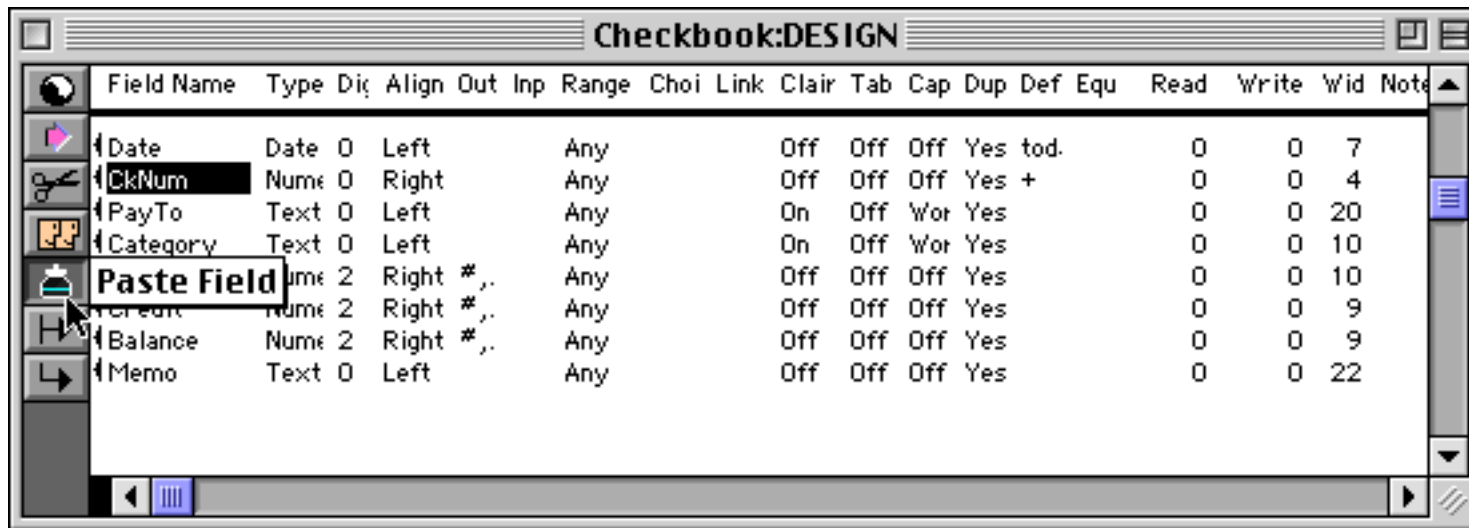 Checkbook:DESIGN
Field Name Type Dig Align Out Inp Range Choi Link Clair Tab Cap Dup Def Equ Read Write Wid Note
Date Date 0 Left Any Off Off Off Yes tod. 0 0 7
CkNum Nume 0 Right Any Off Off Off Yes + 0 0 4
PayTo Text 0 Left Any On Off Wor Yes 0 0 20
Category Text 0 Left Any On Off Wor Yes 0 0 10
Paste Field ume 2 Right #,. Any Off Off Off Yes 0 0 10
Credit Nume 2 Right #,. Any Off Off Off Yes 0 0 9
Balance Nume 2 Right #,. Any Off Off Off Yes 0 0 9
Memo Text 0 Left Any Off Off Off Yes 0 0 22